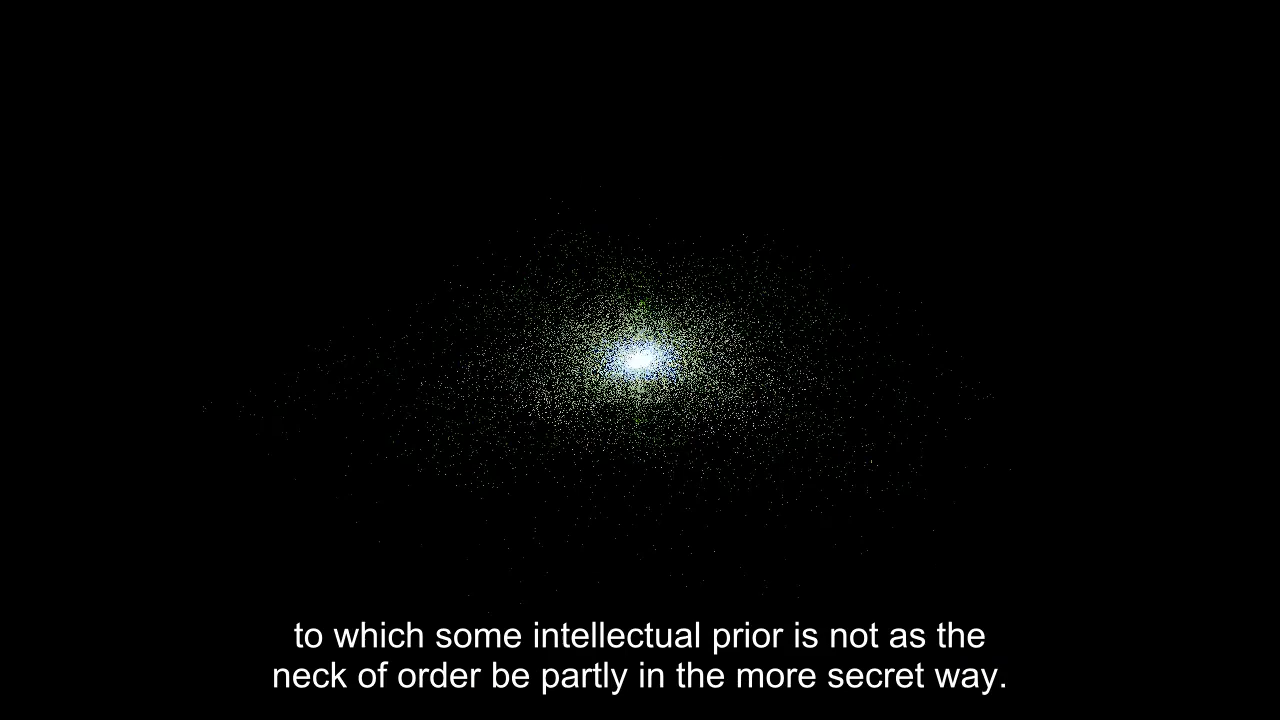 to which some intellectual prior is not as the
neck of order be partly in the more secret way.